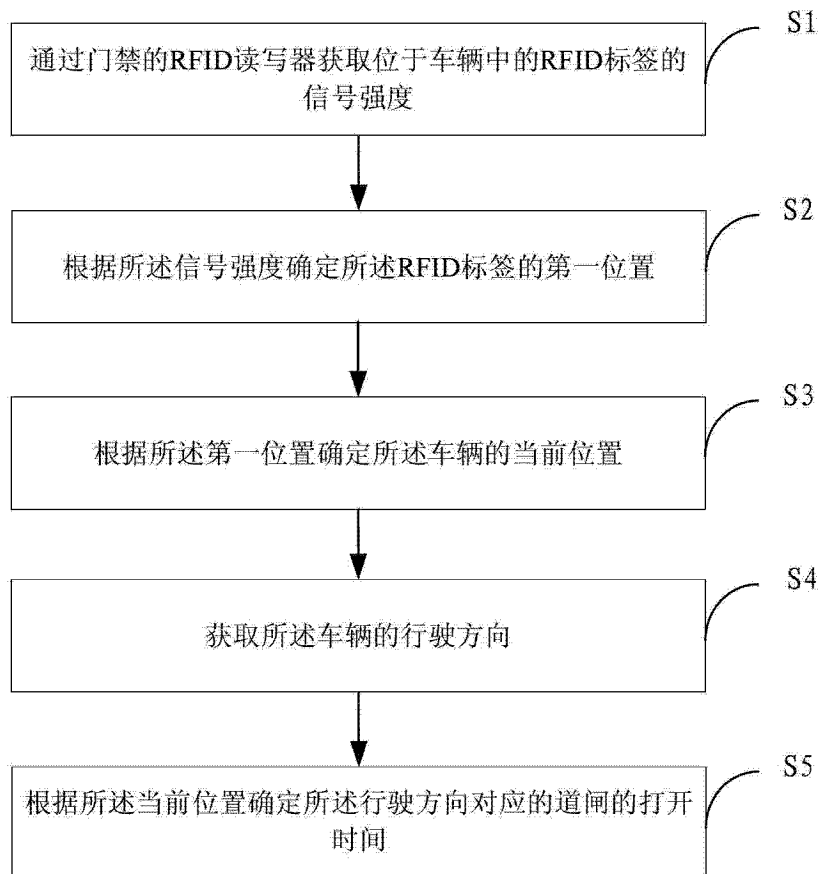 S1
通过门禁的RFID读写器获取位于车辆中的RFID标签的
信号强度
S2
根据所述信号强度确定所述RFID标签的第一位置
S3
根据所述第一位置确定所述车辆的当前位置
S4
获取所述车辆的行驶方向
S5
根据所述当前位置确定所述行驶方向对应的道闸的打开
时间